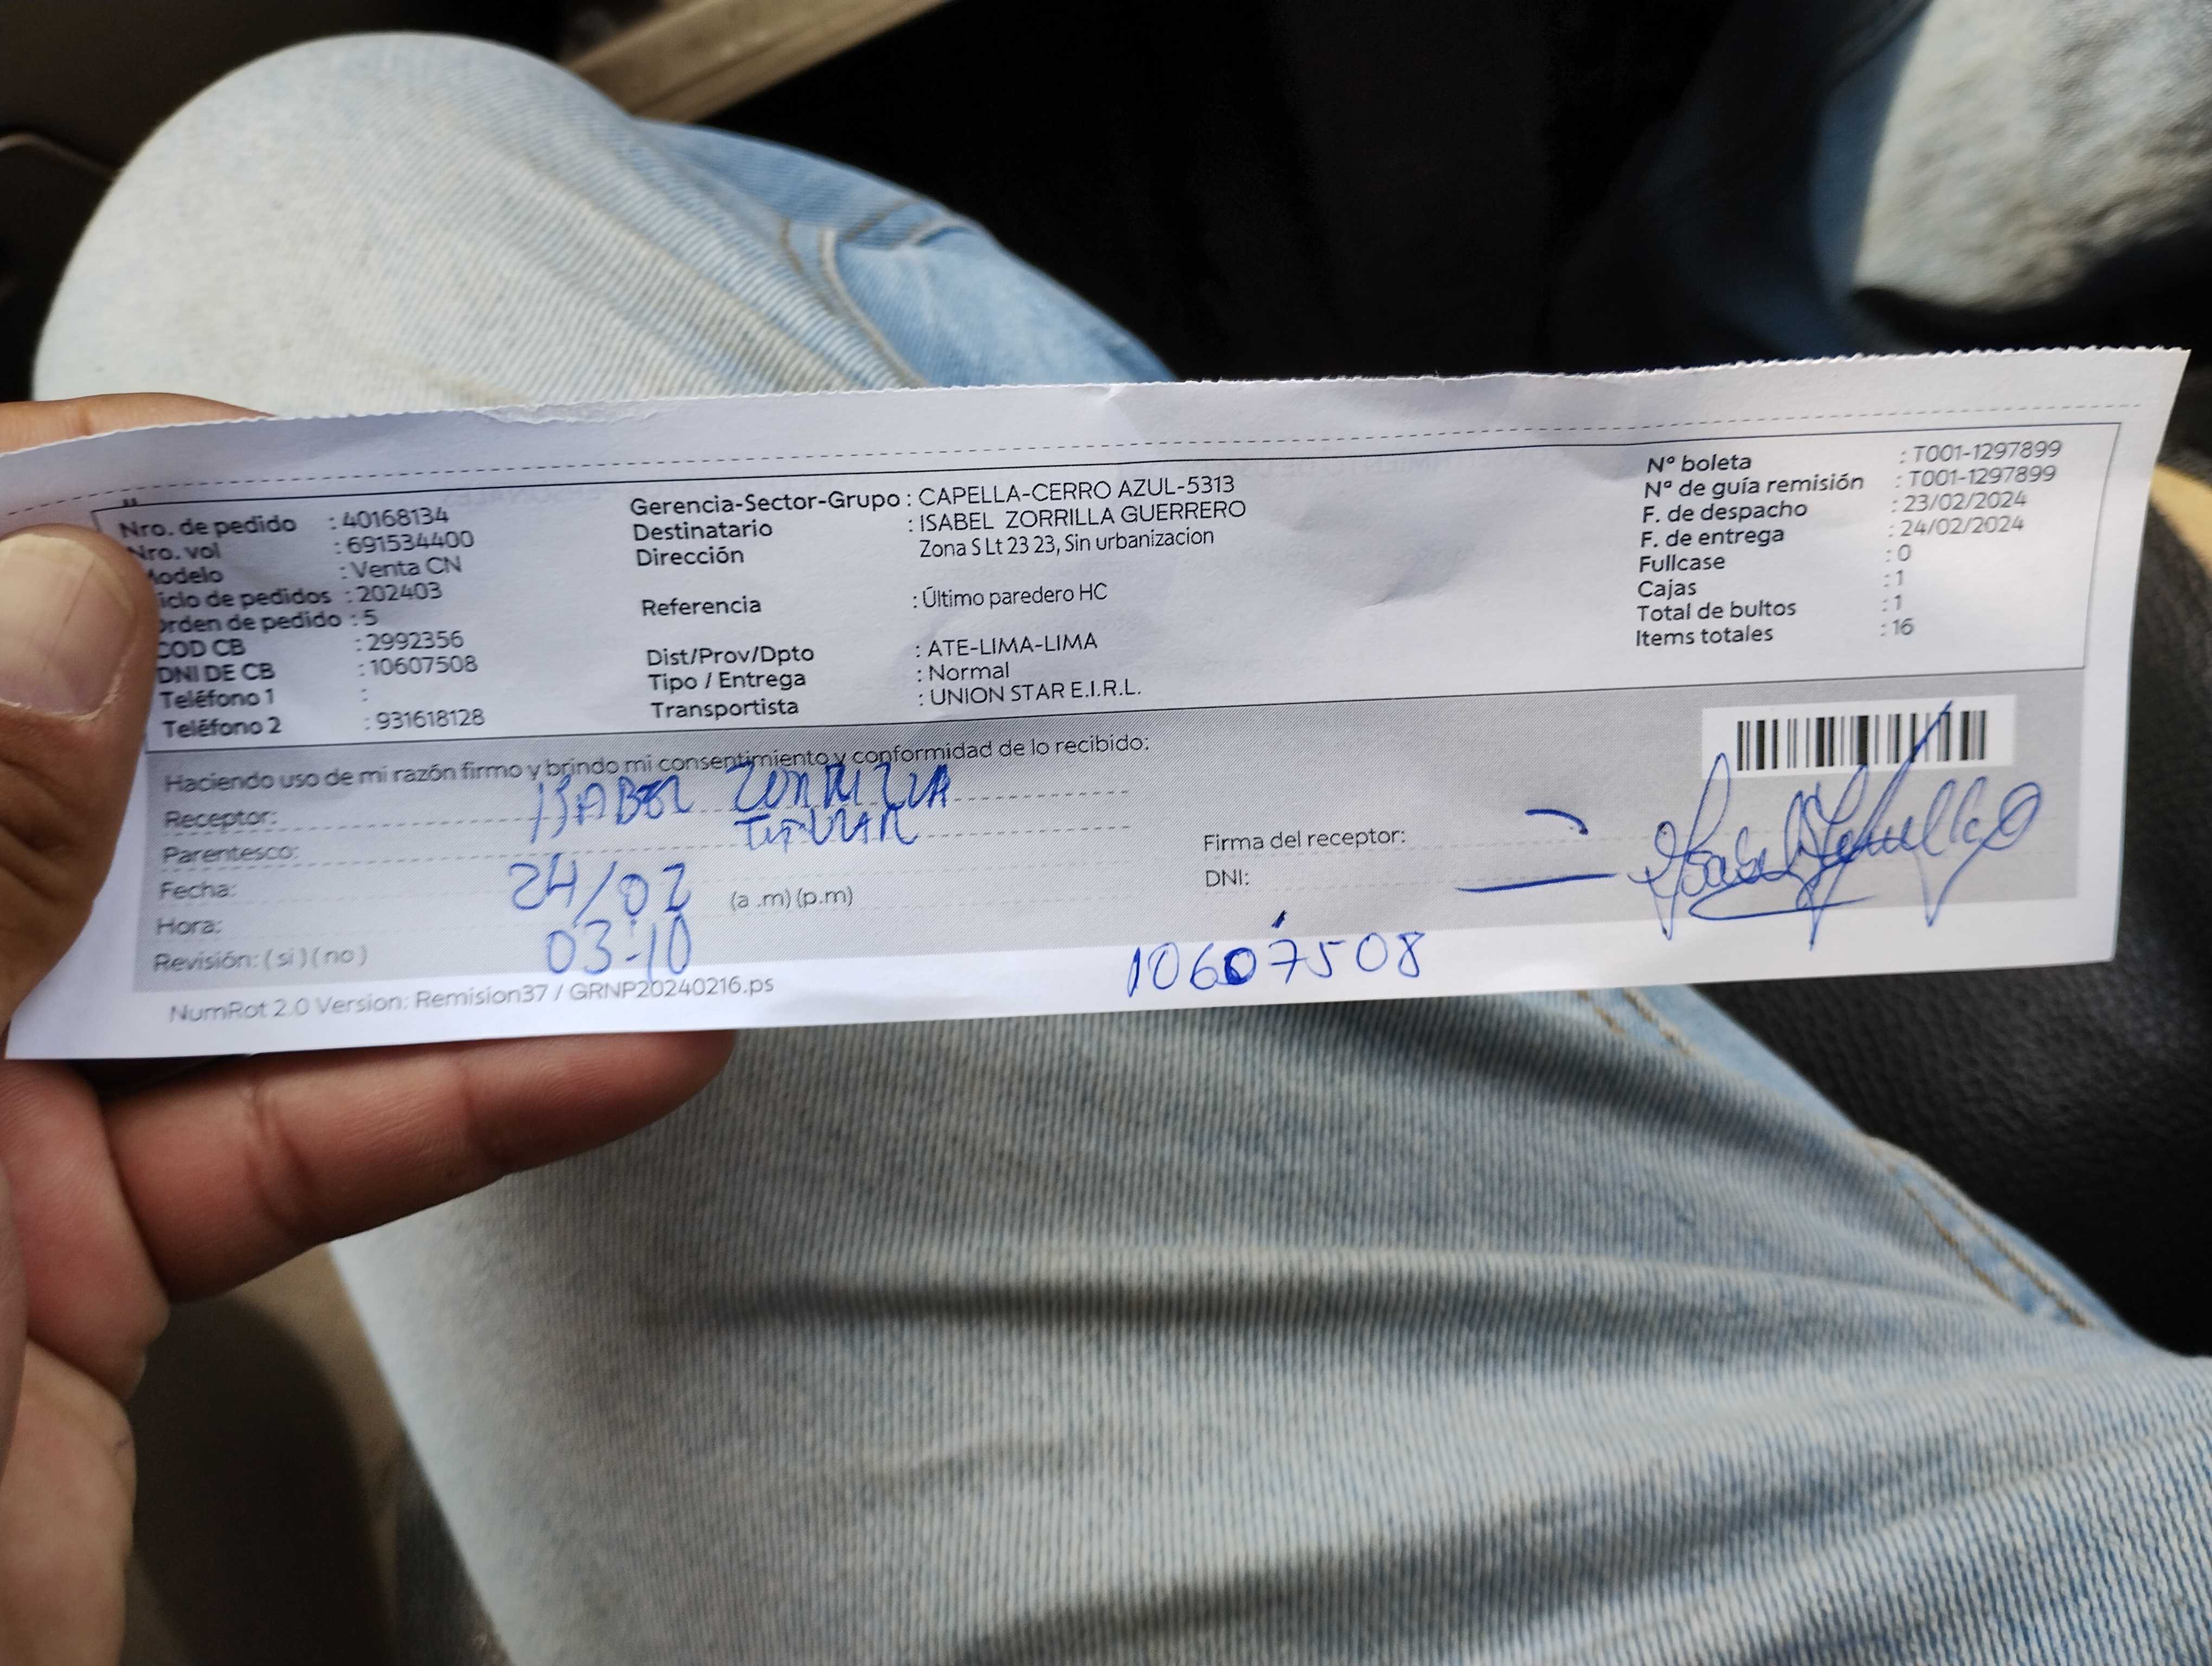 Nro. de pedido : 40168134
Nro. vol : 691534400
Modelo : Venta CN
iclo de pedidos : 202403
Orden de pedido : 5
COD CB : 2992356
DNI DE CB : 10607508
Teléfono 1 :
Teléfono 2 : 931618128
Gerencia-Sector-Grupo : CAPELLA-CERRO AZUL-5313
Destinatario : ISABEL ZORRILLA GUERRERO
Dirección Zona S Lt 23 23, Sin urbanizacion
Referencia : Último paredero HC
Dist/Prov/Dpto : ATE-LIMA-LIMA
Tipo / Entrega : Normal
Transportista : UNION STAR E.I.R.L.
Nº boleta : T001-1297899
Nº de guía remisión : T001-1297899
F. de despacho : 23/02/2024
F. de entrega : 24/02/2024
Fullcase : 0
Cajas : 1
Total de bultos : 1
Items totales : 16
Haciendo uso de mi razón firmo y brindo mi consentimiento y conformidad de lo recibido:
Receptor: ISABEL ZORRILLA
Parentesco: TITULAR
Fecha: 24/02
Hora: 03-10 (a .m) (p.m)
Revisión: ( si ) ( no )
Firma del receptor:
DNI: 10607508
NumRot 2.0 Version: Remision37 / GRNP20240216.ps